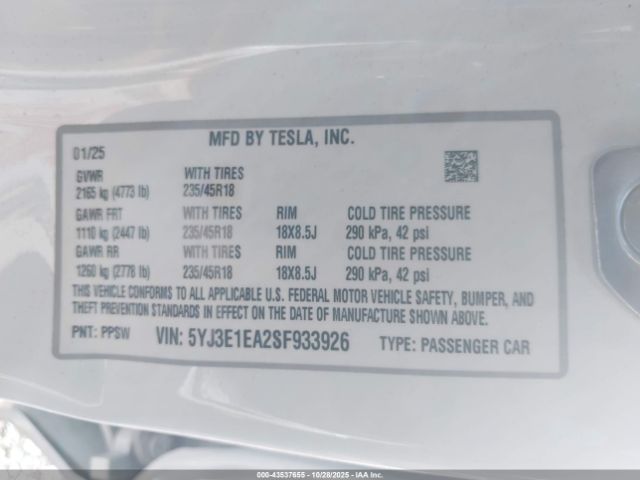 MFD BY TESLA, INC.
01/25
GVWR WITH TIRES
2165 kg (4773 lb) 235/45R18
GAWR FRT WITH TIRES RIM COLD TIRE PRESSURE
1110 kg (2447 lb) 235/45R18 18X8.5J 290 kPa, 42 psi
GAWR RR WITH TIRES RIM COLD TIRE PRESSURE
1260 kg (2778 lb) 235/45R18 18X8.5J 290 kPa, 42 psi
THIS VEHICLE CONFORMS TO ALL APPLICABLE U.S. FEDERAL MOTOR VEHICLE SAFETY, BUMPER, AND
THEFT PREVENTION STANDARDS IN EFFECT ON THE DATE OF MANUFACTURE SHOWN ABOVE.
PNT: PPSW VIN: 5YJ3E1EA2SF933926 TYPE: PASSENGER CAR
000-43537655 - 10/28/2025 - IAAI.COM